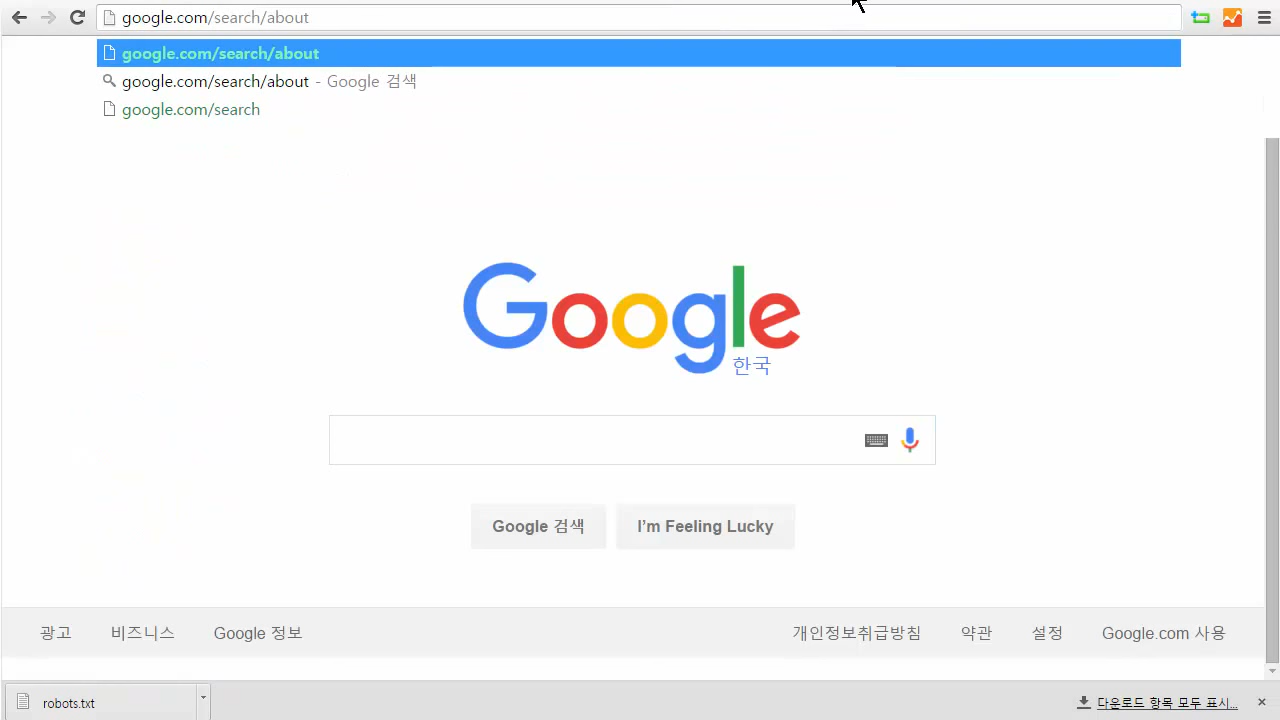 google.com/search/about
google.com/search/about
google.com/search/about - Google 검색
google.com/search
Google
한국
Google 검색 I'm Feeling Lucky
광고 비즈니스 Google 정보 개인정보취급방침 약관 설정 Google.com 사용
robots.txt 다운로드 항목 모두 표시...